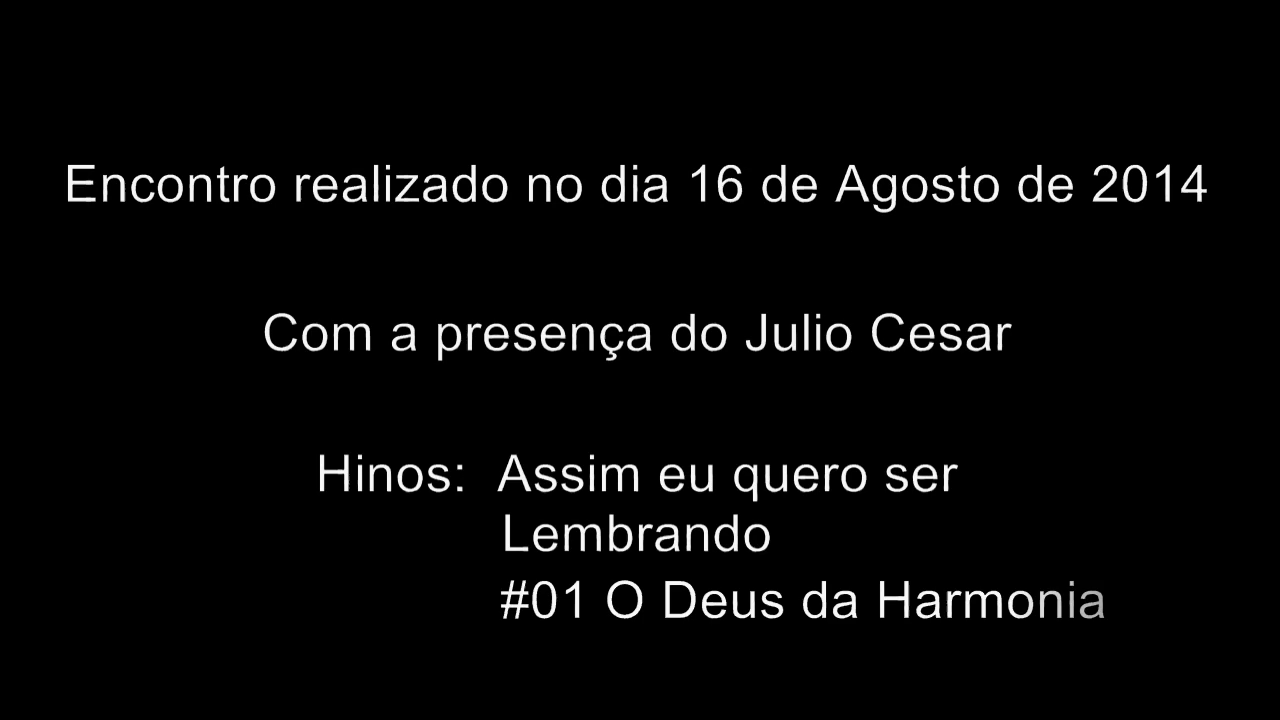 Encontro realizado no dia 16 de Agosto de 2014
Com a presença do Julio Cesar
Hinos: Assim eu quero ser
Lembrando
#01 O Deus da Harmonia